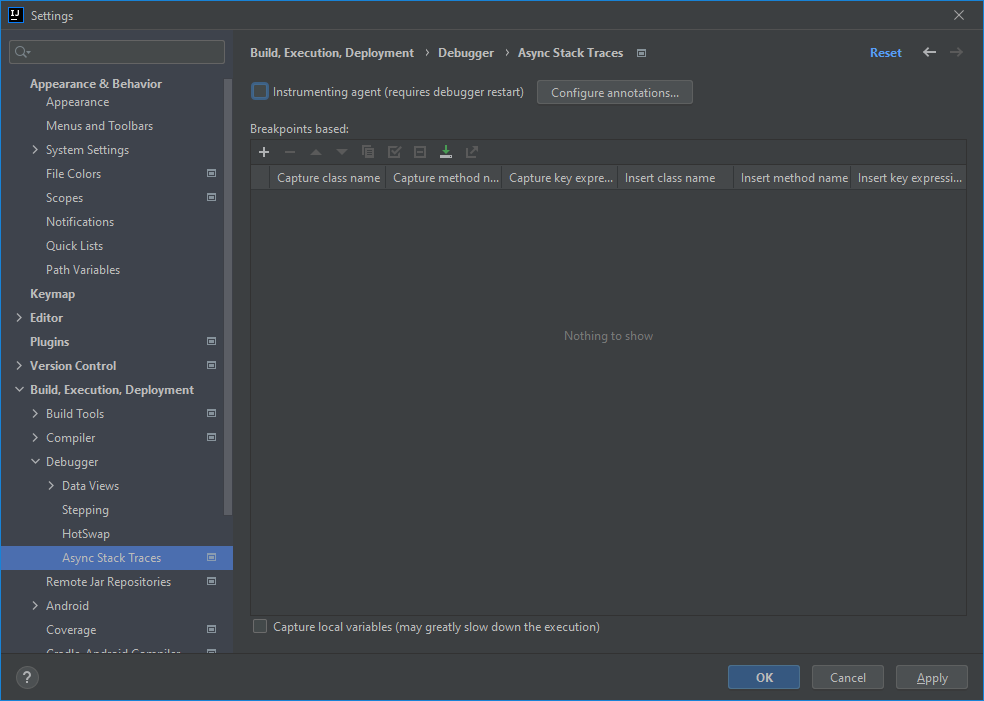 Settings
Build, Execution, Deployment › Debugger › Async Stack Traces
Reset
Appearance & Behavior
Appearance
Menus and Toolbars
System Settings
File Colors
Scopes
Notifications
Quick Lists
Path Variables
Keymap
Editor
Plugins
Version Control
Build, Execution, Deployment
Build Tools
Compiler
Debugger
Data Views
Stepping
HotSwap
Async Stack Traces
Remote Jar Repositories
Android
Coverage
Gradle-Android Compiler
Instrumenting agent (requires debugger restart)
Configure annotations...
Breakpoints based:
Capture class name Capture method n... Capture key expre... Insert class name Insert method name Insert key expressi...
Nothing to show
Capture local variables (may greatly slow down the execution)
?
OK Cancel Apply